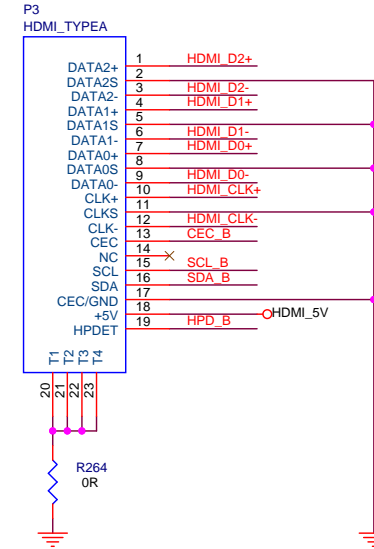 P3
HDMI_TYPEA
DATA2+ 1 HDMI_D2+
DATA2S 2
DATA2- 3 HDMI_D2-
DATA1+ 4 HDMI_D1+
DATA1S 5
DATA1- 6 HDMI_D1-
DATA0+ 7 HDMI_D0+
DATA0S 8
DATA0- 9 HDMI_D0-
CLK+ 10 HDMI_CLK+
CLKS 11
CLK- 12 HDMI_CLK-
CEC 13 CEC_B
NC 14
SCL 15 SCL_B
SDA 16 SDA_B
CEC/GND 17
+5V 18 HDMI_5V
HPDET 19 HPD_B
T1 T2 T3 T4
20 21 22 23
R264
0R